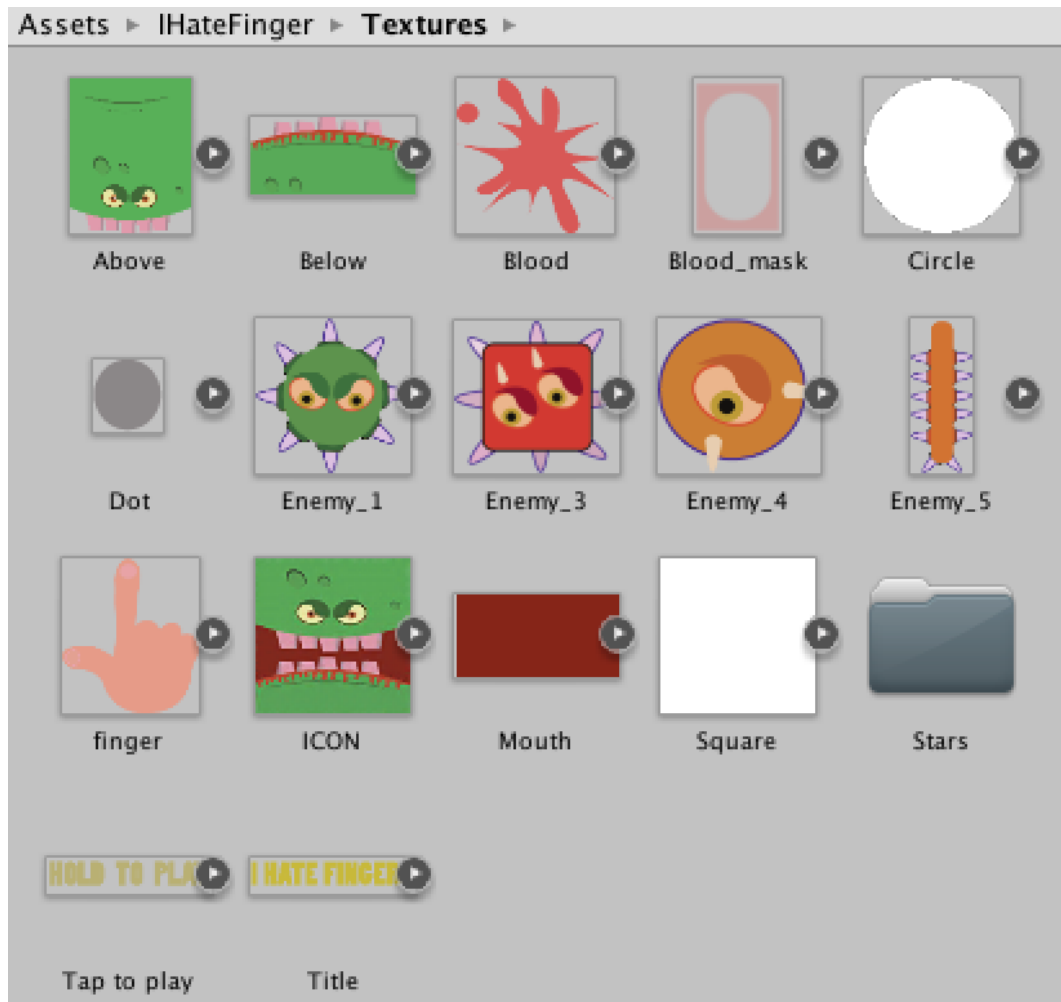 Assets ▸ IHateFinger ▸ Textures ▸
Above Below Blood Blood_mask Circle
Dot Enemy_1 Enemy_3 Enemy_4 Enemy_5
finger ICON Mouth Square Stars
HOLD TO PLA I HATE FINGER
Tap to play Title